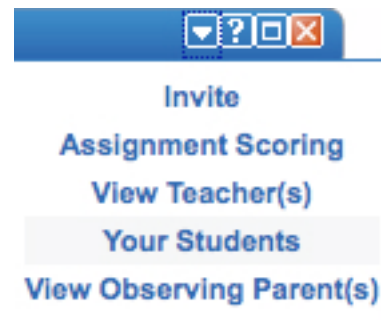 ?
Invite
Assignment Scoring
View Teacher(s)
Your Students
View Observing Parent(s)